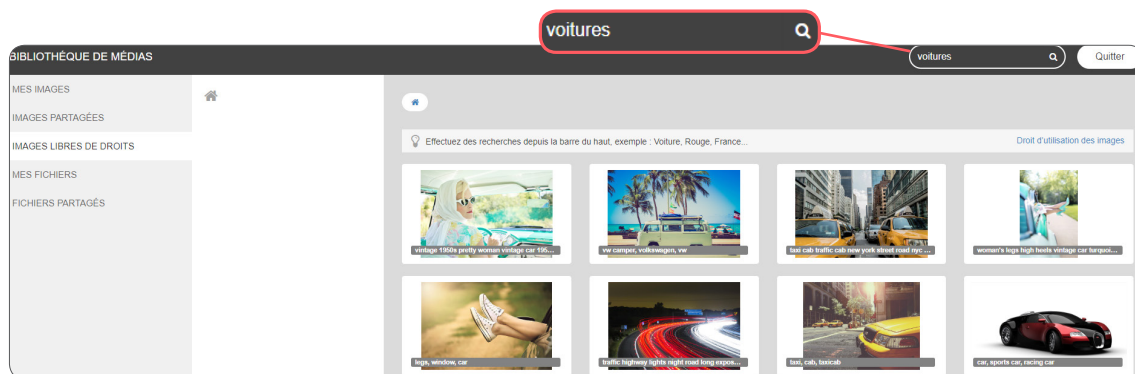 voitures
BIBLIOTHÉQUE DE MÉDIAS
voitures
Quitter
MES IMAGES
IMAGES PARTAGÉES
IMAGES LIBRES DE DROITS
MES FICHIERS
FICHIERS PARTAGÉS
Effectuez des recherches depuis la barre du haut, exemple : Voiture, Rouge, France...
Droit d'utilisation des images
vintage 1950s pretty woman vintage car 195...
vw camper, volkswagen, vw
taxi cab traffic cab new york street road nyc ...
woman's legs high heels vintage car turquoi...
legs, window, car
traffic highway lights night road long expos...
taxi, cab, taxicab
car, sports car, racing car